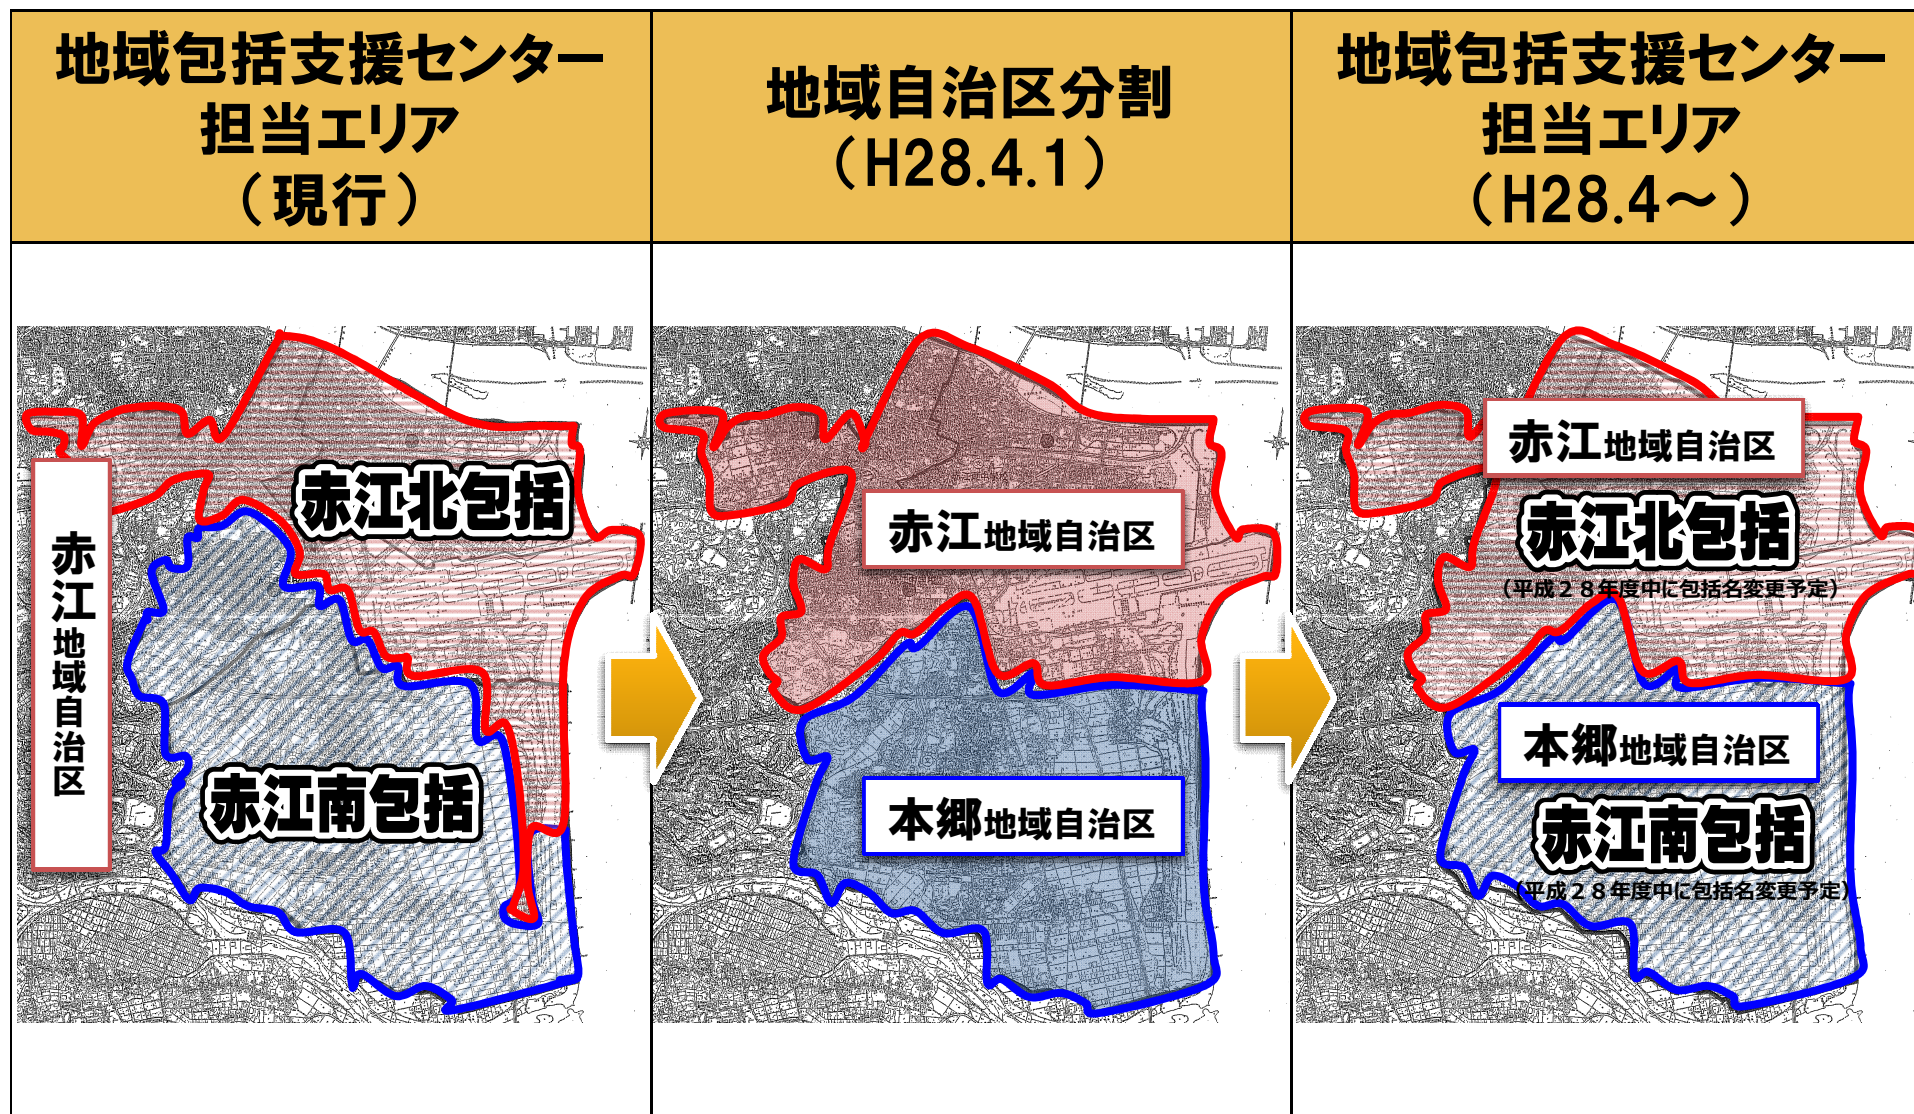 地域包括支援センター
担当エリア
（現行）
地域自治区分割
（H28.4.1）
地域包括支援センター
担当エリア
（H28.4～）
赤江地域自治区
赤江北包括
赤江南包括
赤江地域自治区
本郷地域自治区
赤江地域自治区
赤江北包括
（平成２８年度中に包括名変更予定）
本郷地域自治区
赤江南包括
（平成２８年度中に包括名変更予定）